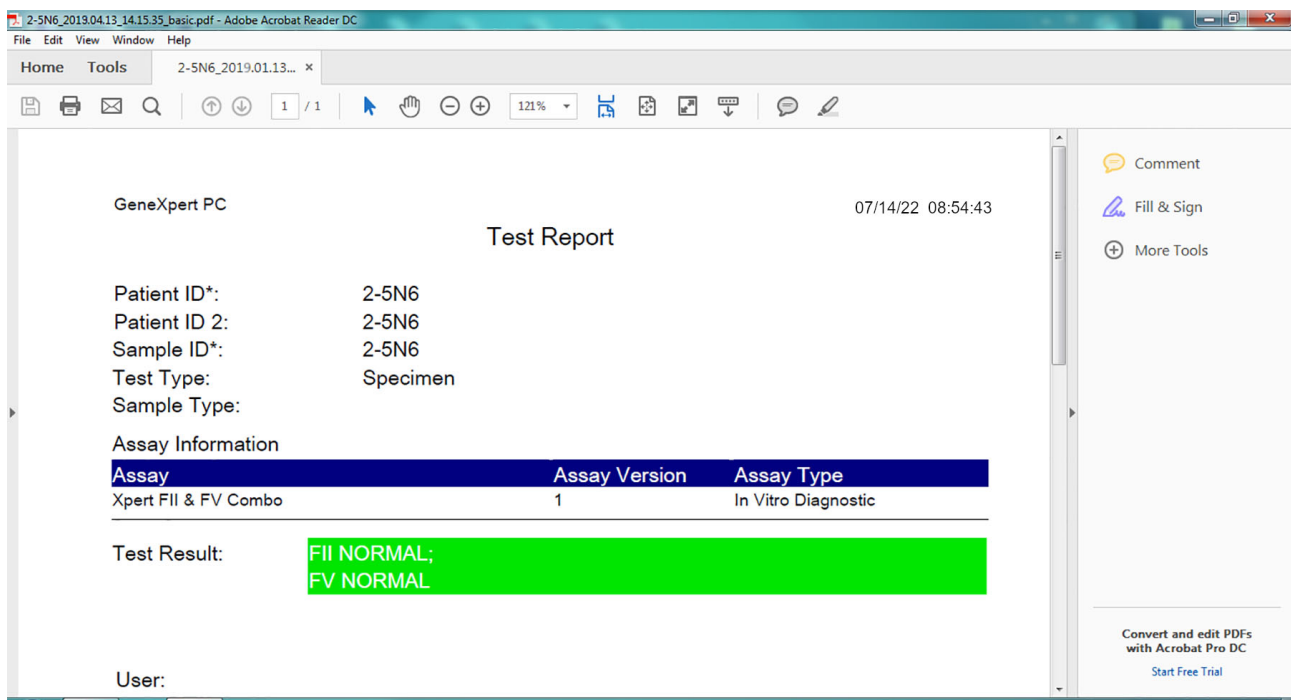 2-5N6_2019.04.13_14.15.35_basic.pdf - Adobe Acrobat Reader DC
File Edit View Window Help
Home Tools 2-5N6_2019.01.13... ×
1 / 1 121%
GeneXpert PC 07/14/22 08:54:43
Test Report
Patient ID*: 2-5N6
Patient ID 2: 2-5N6
Sample ID*: 2-5N6
Test Type: Specimen
Sample Type:
Assay Information
Assay Assay Version Assay Type
Xpert FII & FV Combo 1 In Vitro Diagnostic
Test Result: FII NORMAL;
FV NORMAL
User:
Comment
Fill & Sign
More Tools
Convert and edit PDFs
with Acrobat Pro DC
Start Free Trial